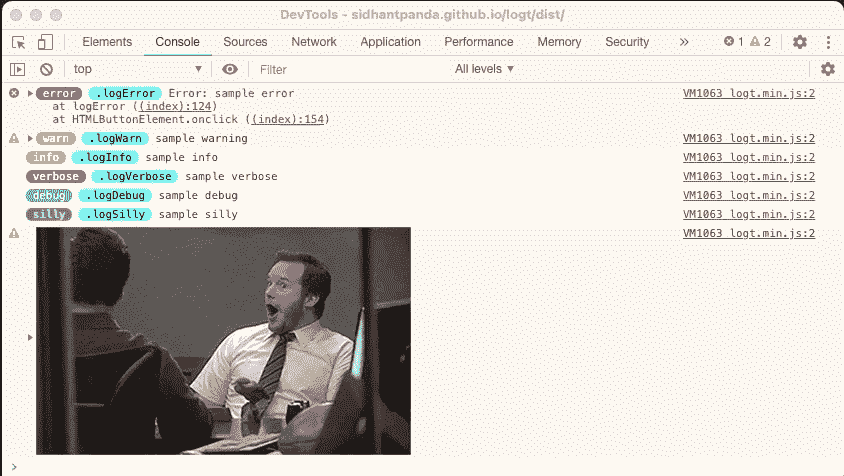 DevTools - sidhantpanda.github.io/logt/dist/
Elements Console Sources Network Application Performance Memory Security » 1 2
top Filter All levels
error .logError Error: sample error VM1063 logt.min.js:2
at logError ((index):124)
at HTMLButtonElement.onclick ((index):154)
warn .logWarn sample warning VM1063 logt.min.js:2
info .logInfo sample info VM1063 logt.min.js:2
verbose .logVerbose sample verbose VM1063 logt.min.js:2
debug .logDebug sample debug VM1063 logt.min.js:2
silly .logSilly sample silly VM1063 logt.min.js:2
VM1063 logt.min.js:2
>